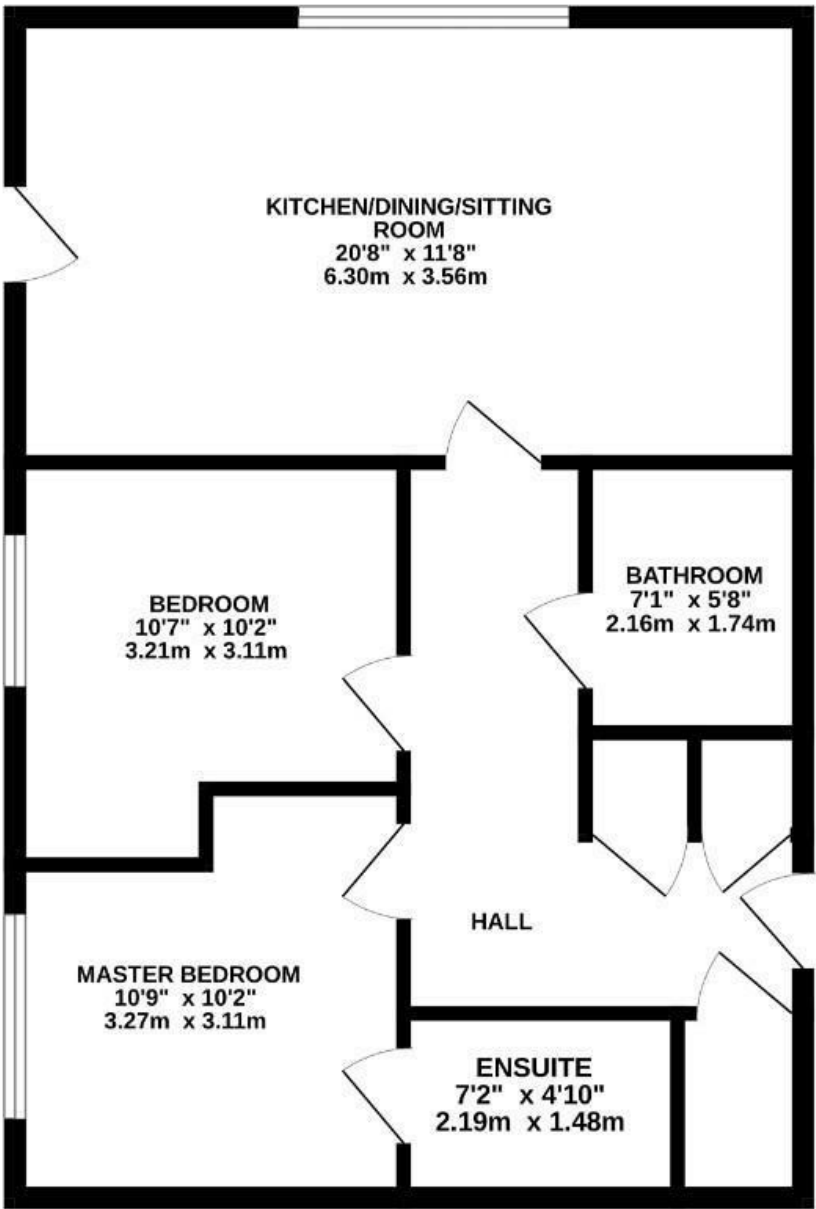 KITCHEN/DINING/SITTING
ROOM
20'8" x 11'8"
6.30m x 3.56m
BEDROOM
10'7" x 10'2"
3.21m x 3.11m
BATHROOM
7'1" x 5'8"
2.16m x 1.74m
HALL
MASTER BEDROOM
10'9" x 10'2"
3.27m x 3.11m
ENSUITE
7'2" x 4'10"
2.19m x 1.48m